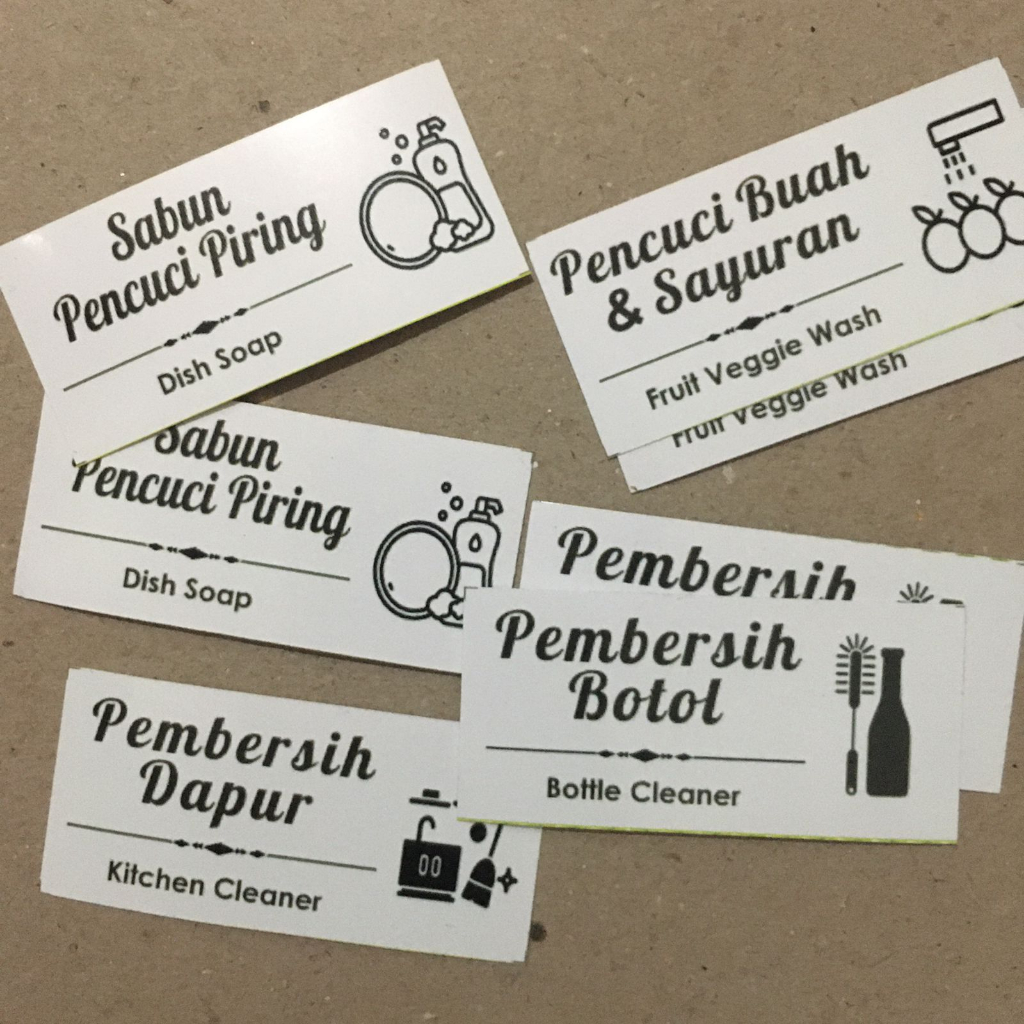 Sabun
Pencuci Piring
Dish Soap
Pencuci Buah
& Sayuran
Fruit Veggie Wash
Fruit Veggie Wash
Sabun
Pencuci Piring
Dish Soap
Pembersih
Pembersih
Botol
Bottle Cleaner
Pembersih
Dapur
Kitchen Cleaner